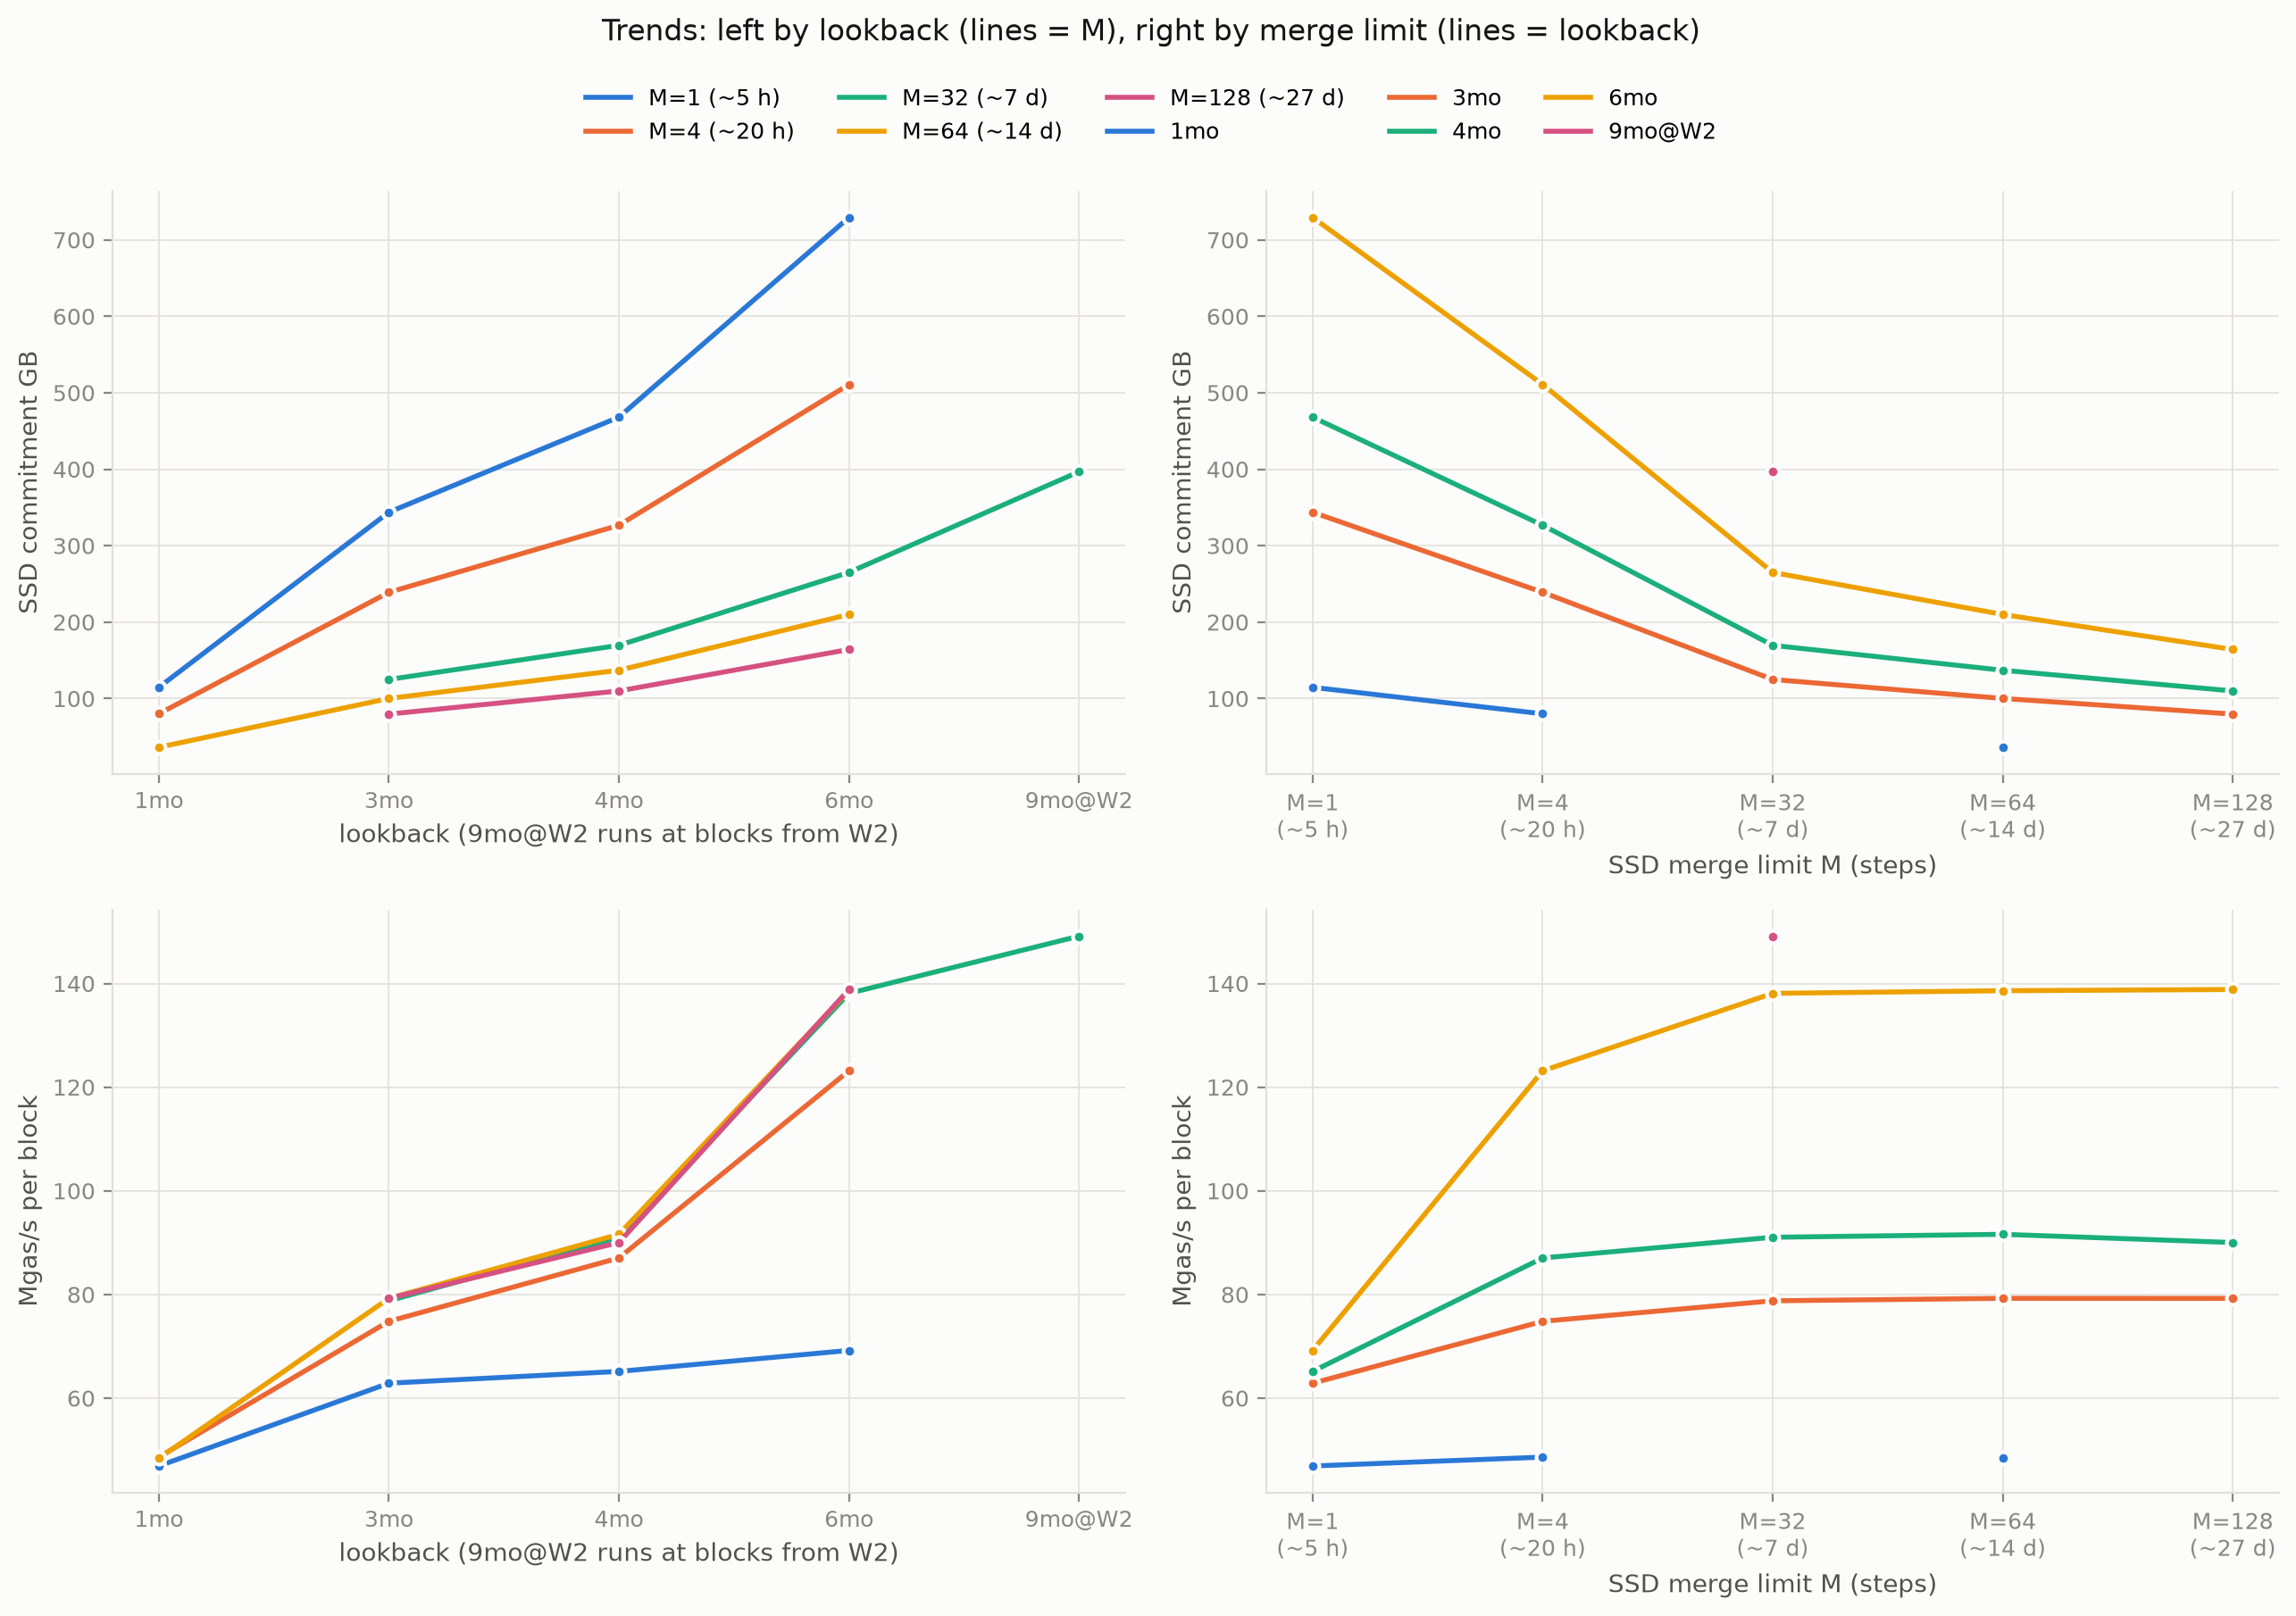 Trends: left by lookback (lines = M), right by merge limit (lines = lookback)
M=1 (~5 h) M=32 (~7 d) M=128 (~27 d) 3mo 6mo
M=4 (~20 h) M=64 (~14 d) 1mo 4mo 9mo@W2
SSD commitment GB
700
600
500
400
300
200
100
1mo 3mo 4mo 6mo 9mo@W2
lookback (9mo@W2 runs at blocks from W2)
SSD commitment GB
700
600
500
400
300
200
100
M=1 M=4 M=32 M=64 M=128
(~5 h) (~20 h) (~7 d) (~14 d) (~27 d)
SSD merge limit M (steps)
Mgas/s per block
140
120
100
80
60
1mo 3mo 4mo 6mo 9mo@W2
lookback (9mo@W2 runs at blocks from W2)
Mgas/s per block
140
120
100
80
60
M=1 M=4 M=32 M=64 M=128
(~5 h) (~20 h) (~7 d) (~14 d) (~27 d)
SSD merge limit M (steps)